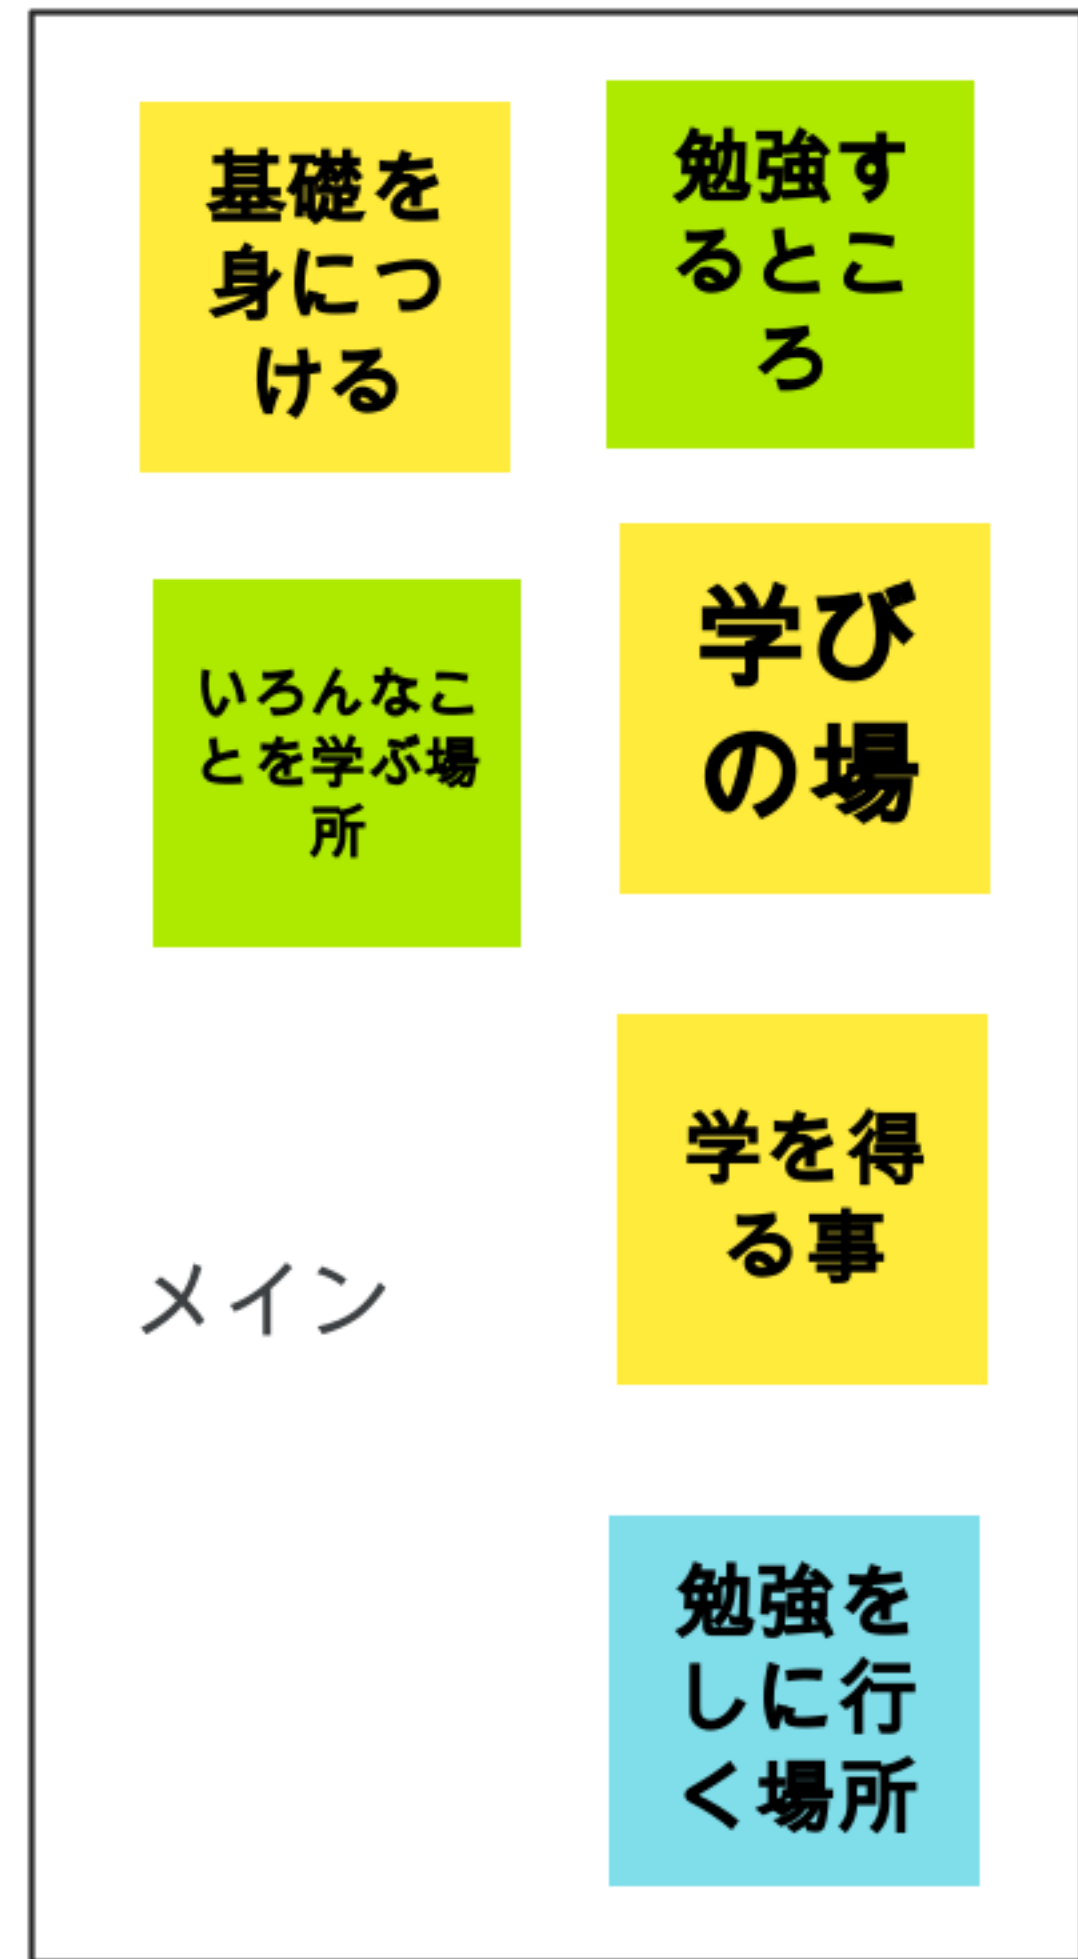 基礎を
身につ
ける
勉強す
るとこ
ろ
いろんなこ
とを学ぶ場
所
学び
の場
学を得
る事
メイン
勉強を
しに行
く場所